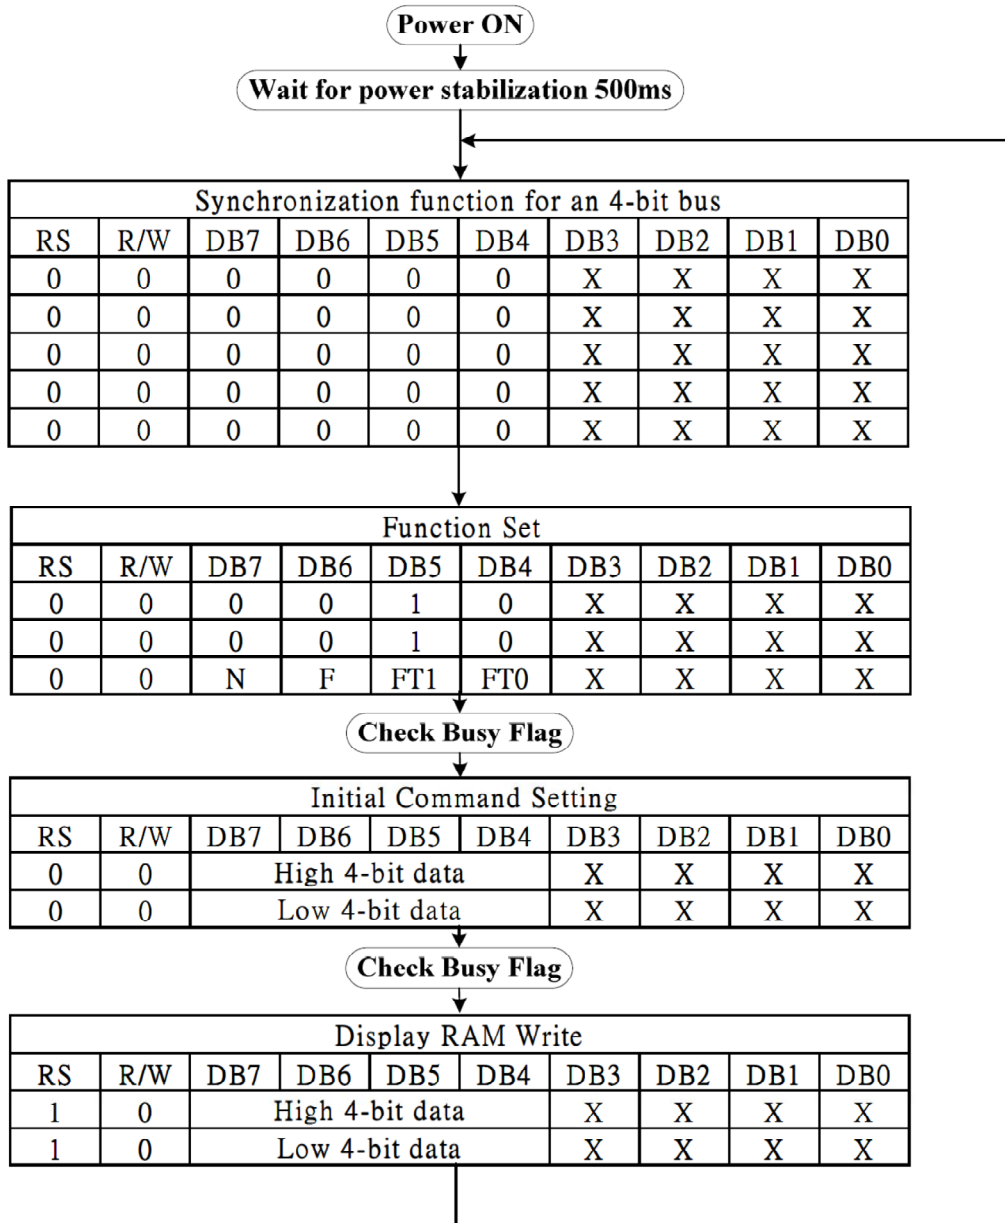 Power ON
Wait for power stabilization 500ms
Synchronization function for an 4-bit bus
RS R/W DB7 DB6 DB5 DB4 DB3 DB2 DB1 DB0
0 0 0 0 0 0 X X X X
0 0 0 0 0 0 X X X X
0 0 0 0 0 0 X X X X
0 0 0 0 0 0 X X X X
0 0 0 0 0 0 X X X X
Function Set
RS R/W DB7 DB6 DB5 DB4 DB3 DB2 DB1 DB0
0 0 0 0 1 0 X X X X
0 0 0 0 1 0 X X X X
0 0 N F FT1 FT0 X X X X
Check Busy Flag
Initial Command Setting
RS R/W DB7 DB6 DB5 DB4 DB3 DB2 DB1 DB0
0 0 High 4-bit data X X X X
0 0 Low 4-bit data X X X X
Check Busy Flag
Display RAM Write
RS R/W DB7 DB6 DB5 DB4 DB3 DB2 DB1 DB0
1 0 High 4-bit data X X X X
1 0 Low 4-bit data X X X X